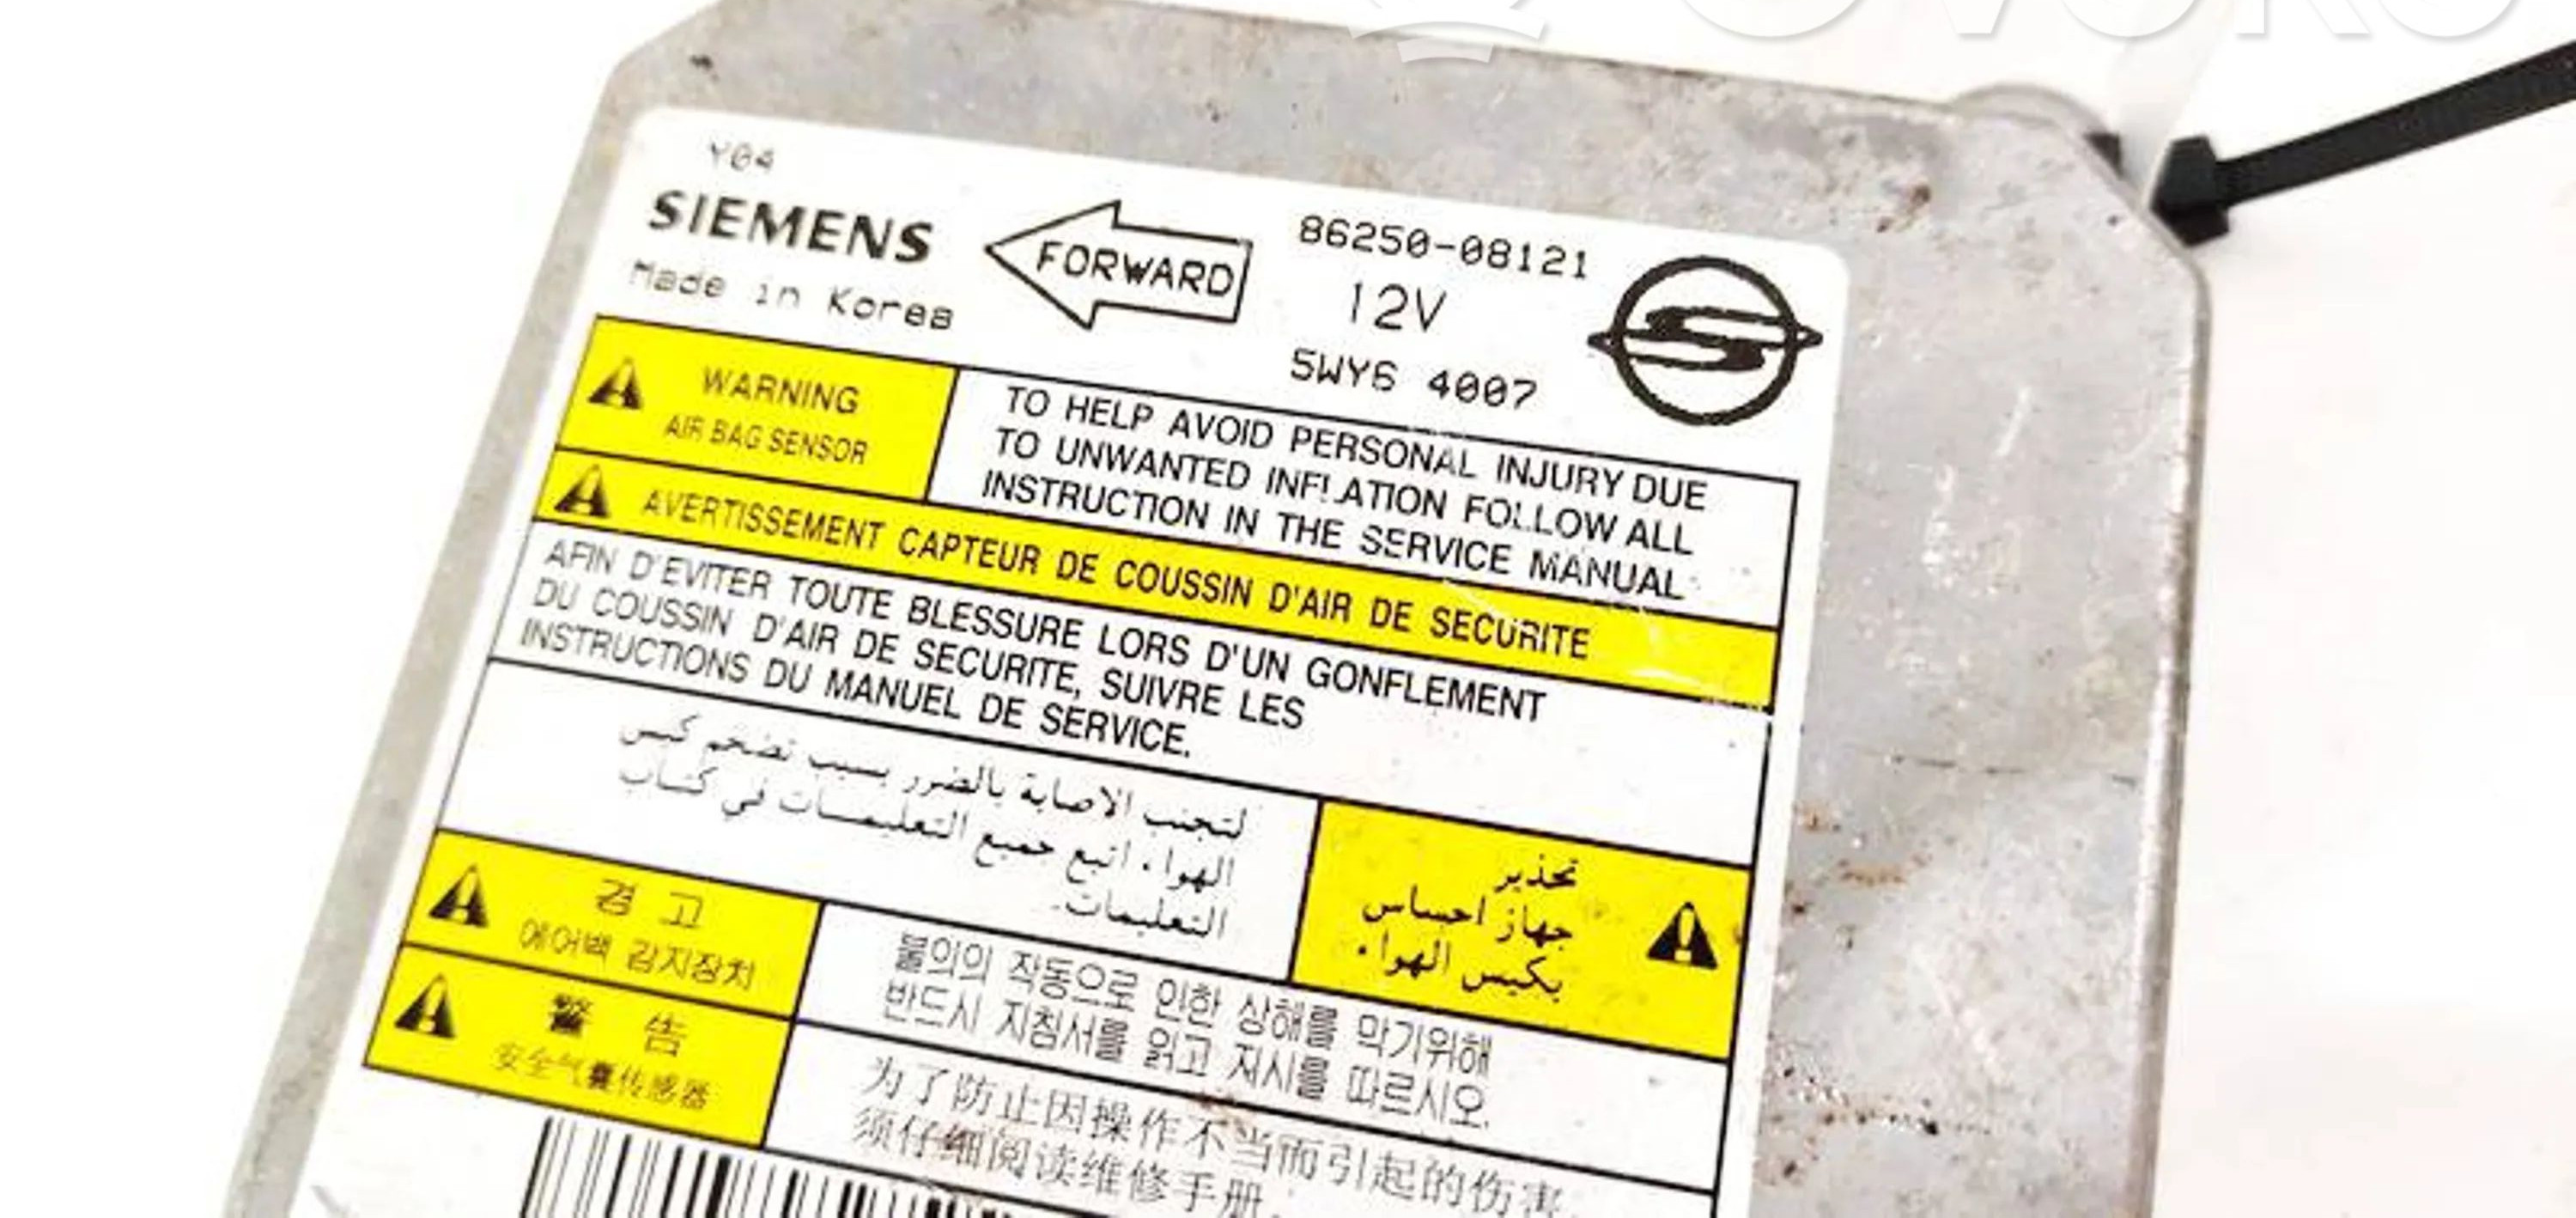 Y04
SIEMENS
Made in Korea
FORWARD
86250-08121
12V
5WY6 4007
WARNING
AIR BAG SENSOR
TO HELP AVOID PERSONAL INJURY DUE
TO UNWANTED INFLATION FOLLOW ALL
INSTRUCTION IN THE SERVICE MANUAL
AVERTISSEMENT CAPTEUR DE COUSSIN D'AIR DE SECURITE
AFIN D'EVITER TOUTE BLESSURE LORS D'UN GONFLEMENT
DU COUSSIN D'AIR DE SECURITE, SUIVRE LES
INSTRUCTIONS DU MANUEL DE SERVICE.
لتجنب الاصابة بالضرر بسبب تضخم كيس
الهواء، اتبع جميع التعليمات في كتاب
التعليمات.
تحذير
جهاز احساس
بكيس الهواء.
경 고
에어백 감지장치
불의의 작동으로 인한 상해를 막기위해
반드시 지침서를 읽고 지시를 따르시오.
警 告
安全气囊传感器
为了防止因操作不当而引起的伤害.
须仔细阅读维修手册.